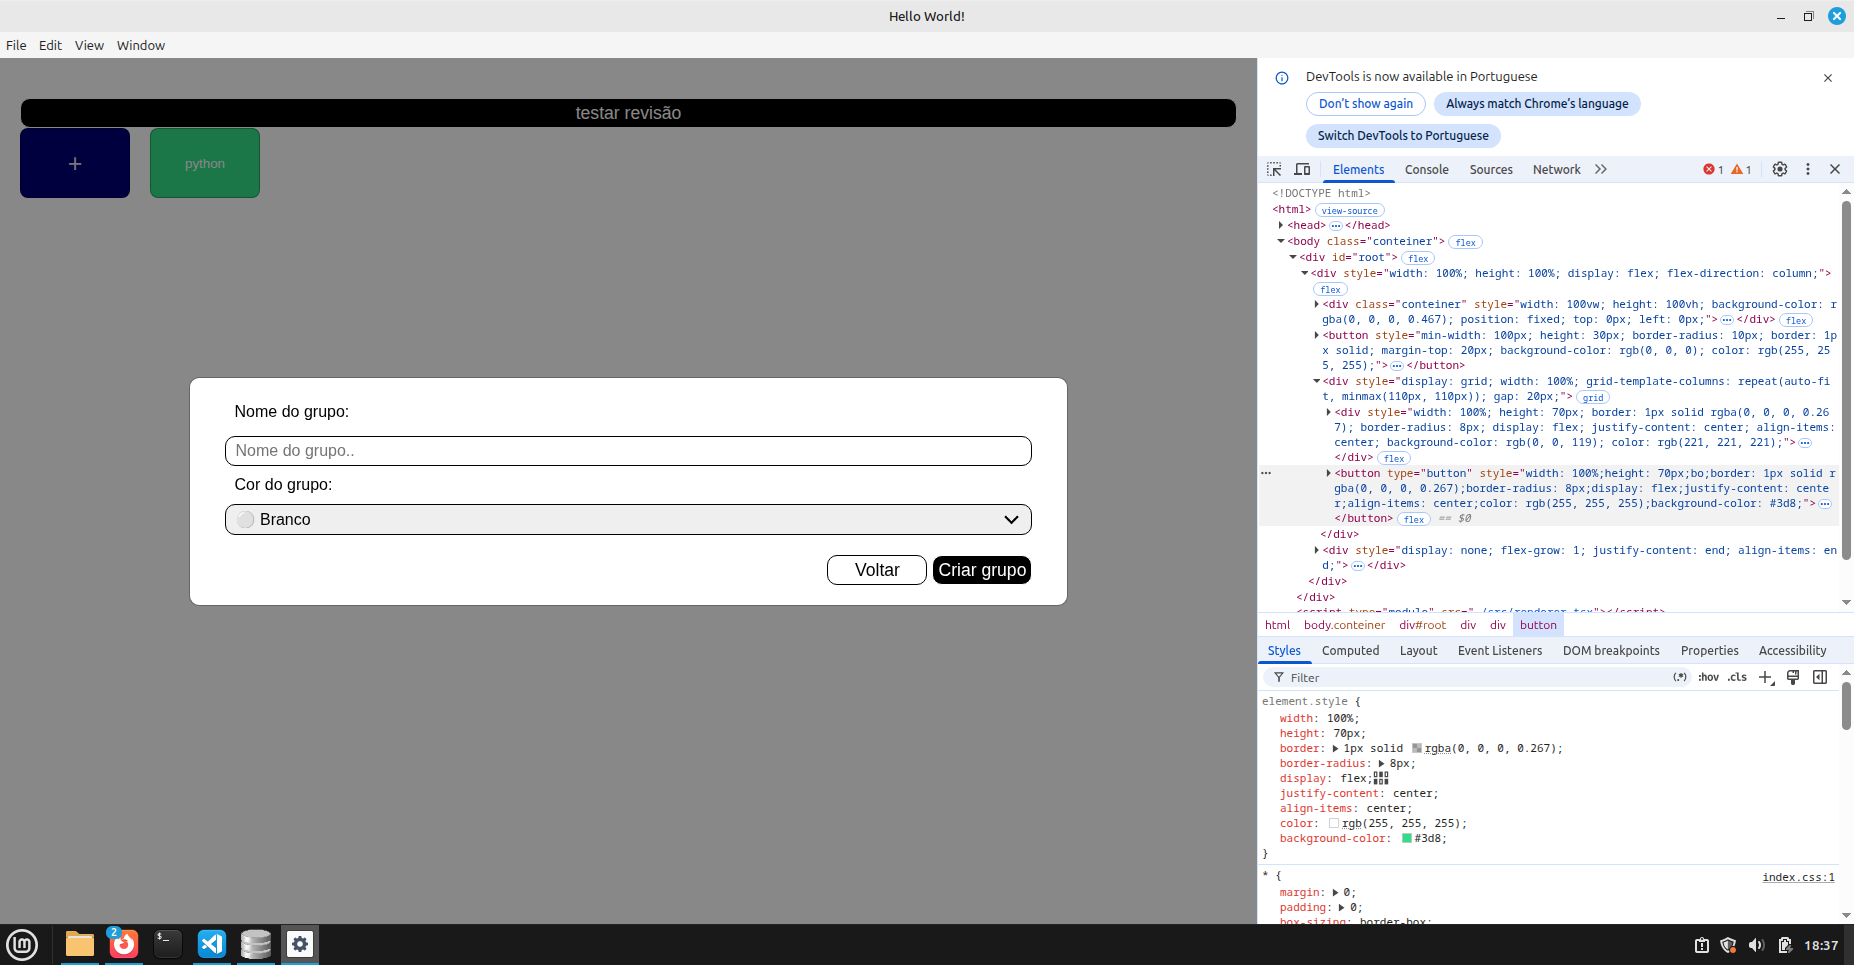 Hello World!
File Edit View Window
testar revisão
+ python
Nome do grupo:
Nome do grupo..
Cor do grupo:
Branco
Voltar Criar grupo
DevTools is now available in Portuguese
Don't show again Always match Chrome's language
Switch DevTools to Portuguese
Elements Console Sources Network 1 1
<!DOCTYPE html>
<html> view-source
<head> ⋯ </head>
<body class="conteiner"> flex
<div id="root"> flex
<div style="width: 100%; height: 100%; display: flex; flex-direction: column;">
flex
<div class="conteiner" style="width: 100vw; height: 100vh; background-color: r
gba(0, 0, 0, 0.467); position: fixed; top: 0px; left: 0px;"> ⋯ </div> flex
<button style="min-width: 100px; height: 30px; border-radius: 10px; border: 1p
x solid; margin-top: 20px; background-color: rgb(0, 0, 0); color: rgb(255, 25
5, 255);"> ⋯ </button>
<div style="display: grid; width: 100%; grid-template-columns: repeat(auto-fi
t, minmax(110px, 110px)); gap: 20px;"> grid
<div style="width: 100%; height: 70px; border: 1px solid rgba(0, 0, 0, 0.26
7); border-radius: 8px; display: flex; justify-content: center; align-items:
center; background-color: rgb(0, 0, 119); color: rgb(221, 221, 221);"> ⋯
</div> flex
<button type="button" style="width: 100%;height: 70px;bo;border: 1px solid r
gba(0, 0, 0, 0.267);border-radius: 8px;display: flex;justify-content: cente
r;align-items: center;color: rgb(255, 255, 255);background-color: #3d8;"> ⋯
</button> flex == $0
</div>
<div style="display: none; flex-grow: 1; justify-content: end; align-items: en
d;"> ⋯ </div>
</div>
</div>
<script type="module" src="./src/renderer.tsx"></script>
html body.conteiner div#root div div button
Styles Computed Layout Event Listeners DOM breakpoints Properties Accessibility
Filter (.*) :hov .cls
element.style {
width: 100%;
height: 70px;
border: 1px solid rgba(0, 0, 0, 0.267);
border-radius: 8px;
display: flex;
justify-content: center;
align-items: center;
color: rgb(255, 255, 255);
background-color: #3d8;
}
* { index.css:1
margin: 0;
padding: 0;
box-sizing: border-box;
2 18:37